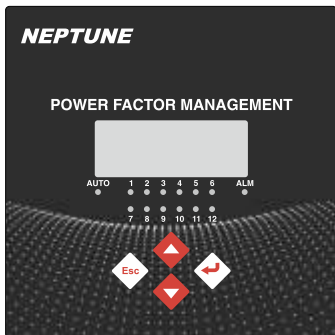 NEPTUNE
POWER FACTOR MANAGEMENT
AUTO 1 2 3 4 5 6 ALM
7 8 9 10 11 12
Esc